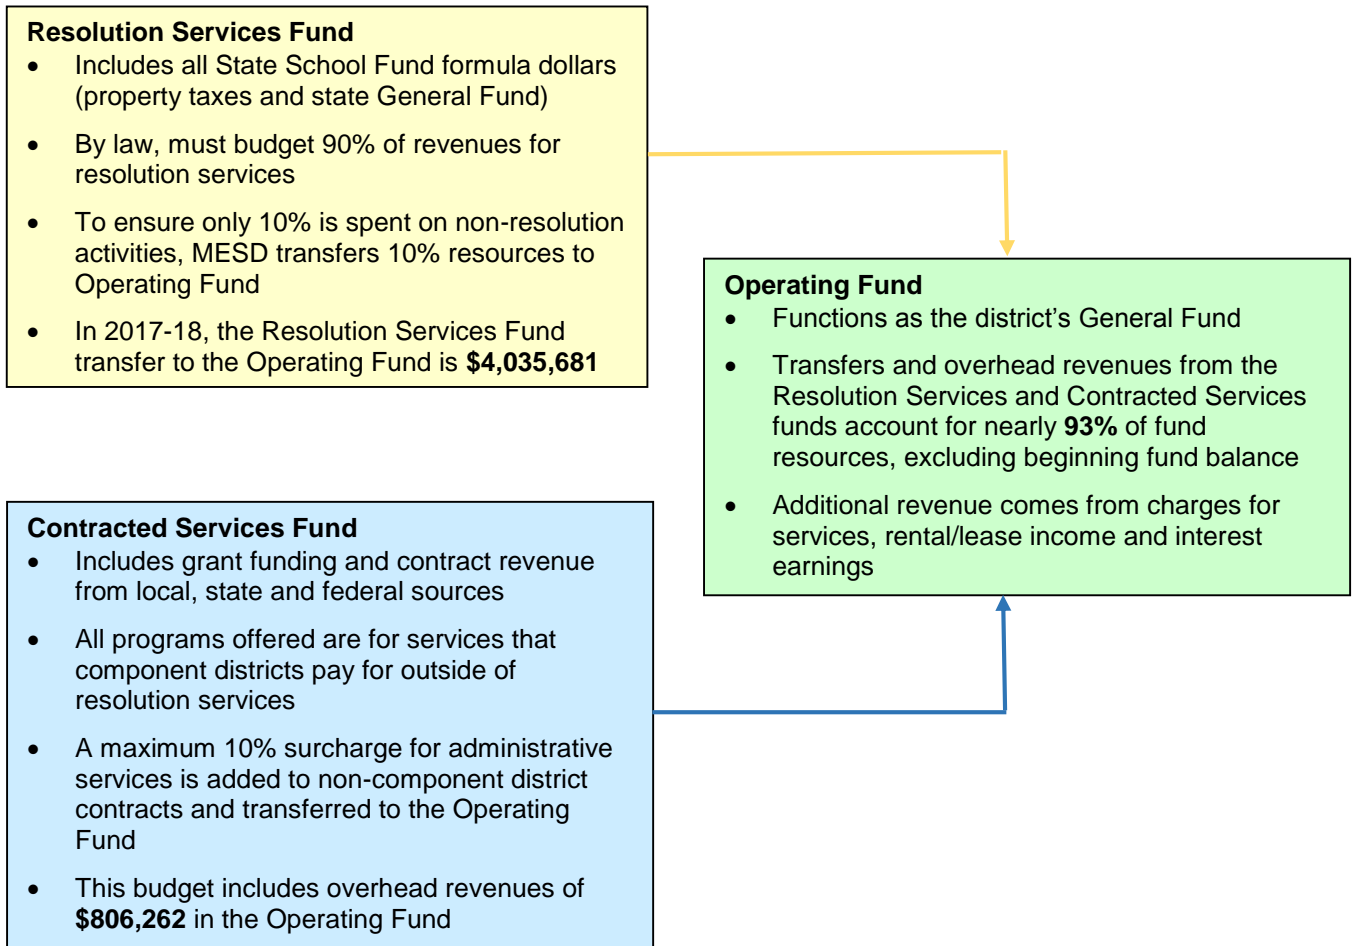 Resolution Services Fund
• Includes all State School Fund formula dollars
(property taxes and state General Fund)
• By law, must budget 90% of revenues for
resolution services
• To ensure only 10% is spent on non-resolution
activities, MESD transfers 10% resources to
Operating Fund
• In 2017-18, the Resolution Services Fund
transfer to the Operating Fund is $4,035,681
Operating Fund
• Functions as the district's General Fund
• Transfers and overhead revenues from the
Resolution Services and Contracted Services
funds account for nearly 93% of fund
resources, excluding beginning fund balance
• Additional revenue comes from charges for
services, rental/lease income and interest
earnings
Contracted Services Fund
• Includes grant funding and contract revenue
from local, state and federal sources
• All programs offered are for services that
component districts pay for outside of
resolution services
• A maximum 10% surcharge for administrative
services is added to non-component district
contracts and transferred to the Operating
Fund
• This budget includes overhead revenues of
$806,262 in the Operating Fund